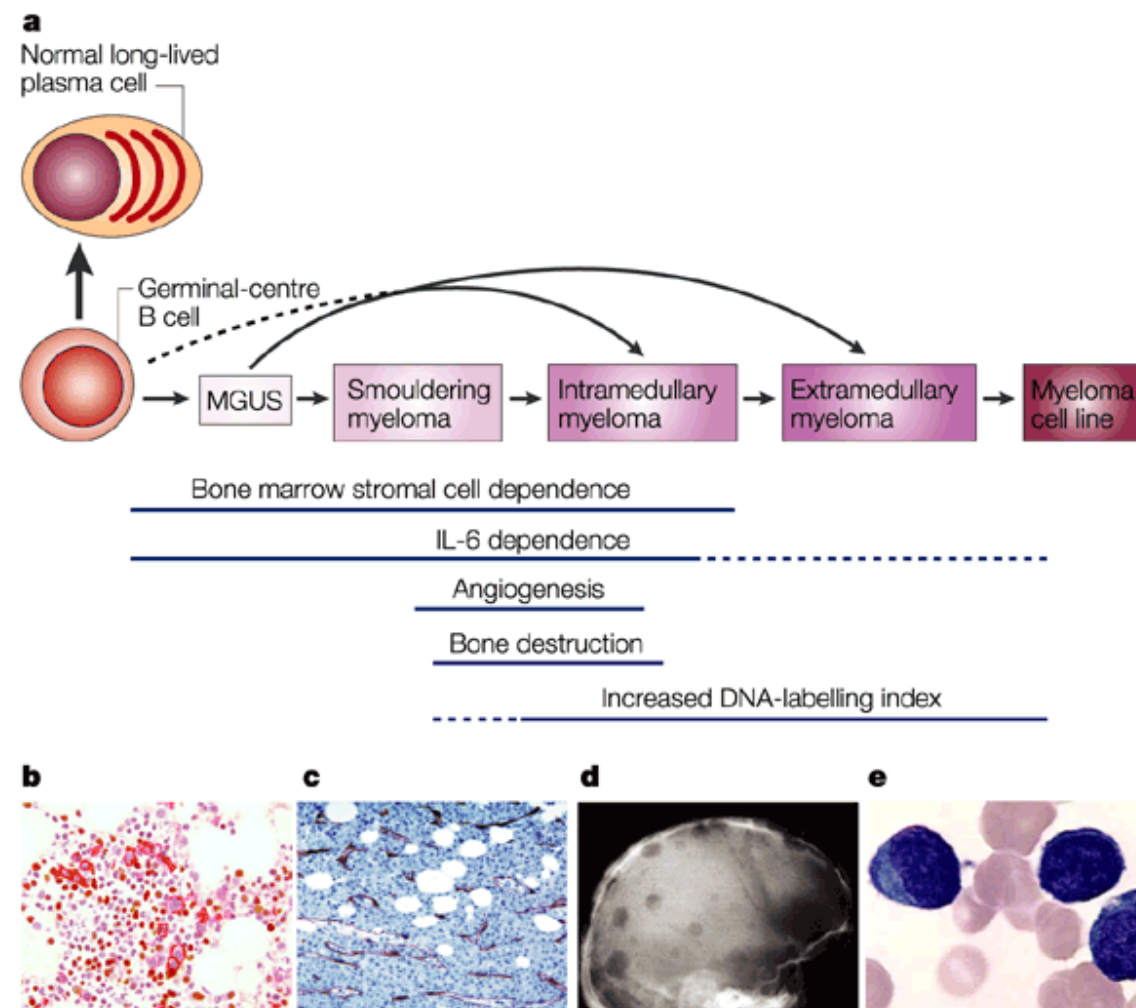 a
Normal long-lived
plasma cell
Germinal-centre
B cell
MGUS
Smouldering
myeloma
Intramedullary
myeloma
Extramedullary
myeloma
Myeloma
cell line
Bone marrow stromal cell dependence
IL-6 dependence
Angiogenesis
Bone destruction
Increased DNA-labelling index
b
c
d
e